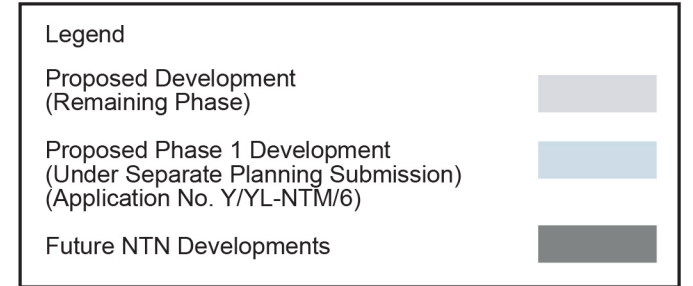 Legend
Proposed Development
(Remaining Phase)
Proposed Phase 1 Development
(Under Separate Planning Submission)
(Application No. Y/YL-NTM/6)
Future NTN Developments